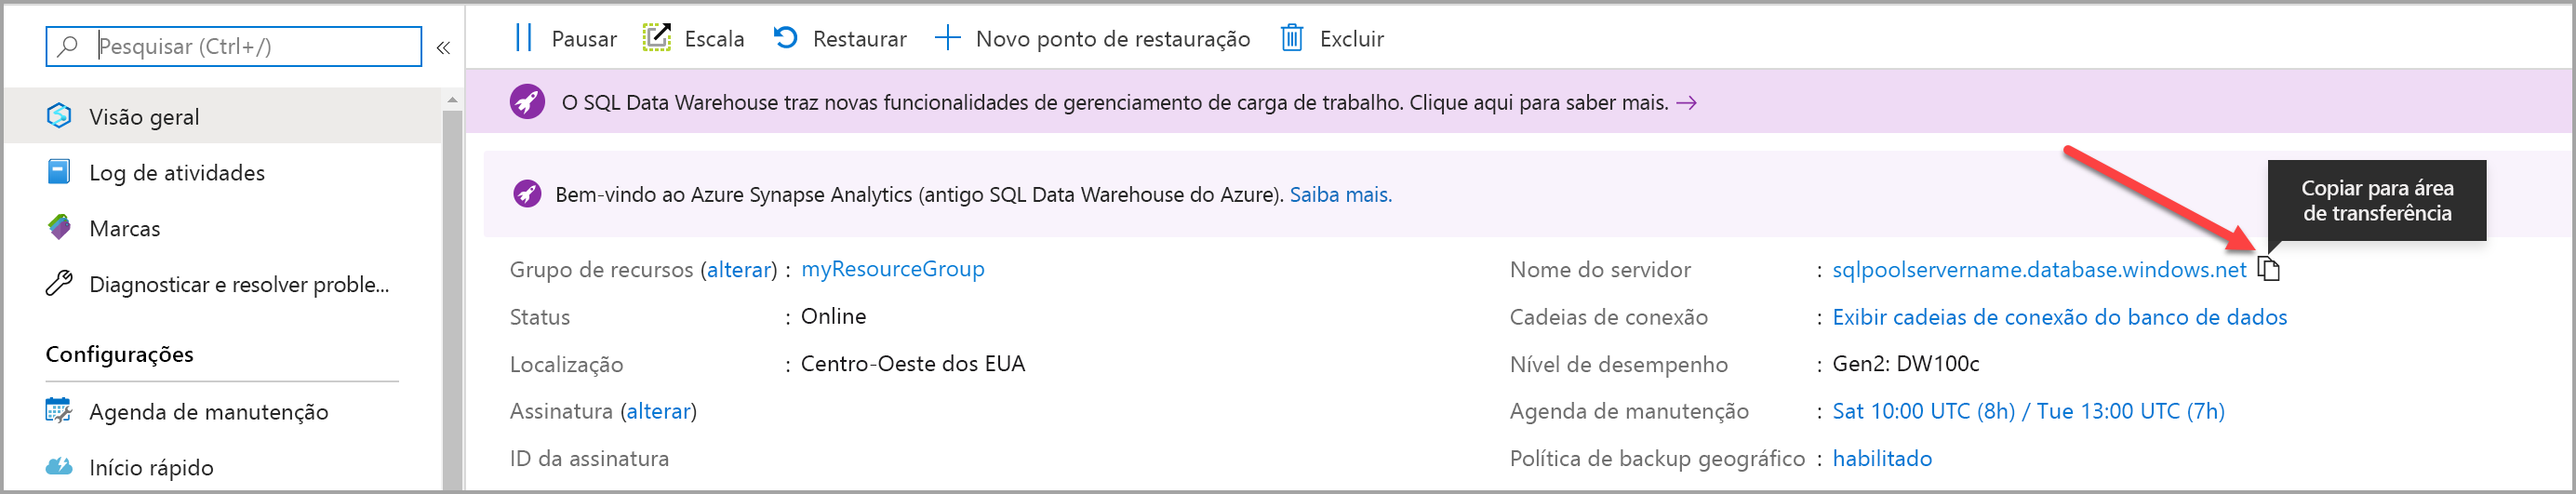 Pesquisar (Ctrl+/)
«
Visão geral
Log de atividades
Marcas
Diagnosticar e resolver proble...
Configurações
Agenda de manutenção
Início rápido
Pausar Escala Restaurar Novo ponto de restauração Excluir
O SQL Data Warehouse traz novas funcionalidades de gerenciamento de carga de trabalho. Clique aqui para saber mais. →
Bem-vindo ao Azure Synapse Analytics (antigo SQL Data Warehouse do Azure). Saiba mais.
Copiar para área
de transferência
Grupo de recursos (alterar) : myResourceGroup
Status : Online
Localização : Centro-Oeste dos EUA
Assinatura (alterar)
ID da assinatura
Nome do servidor : sqlpoolservername.database.windows.net
Cadeias de conexão : Exibir cadeias de conexão do banco de dados
Nível de desempenho : Gen2: DW100c
Agenda de manutenção : Sat 10:00 UTC (8h) / Tue 13:00 UTC (7h)
Política de backup geográfico : habilitado